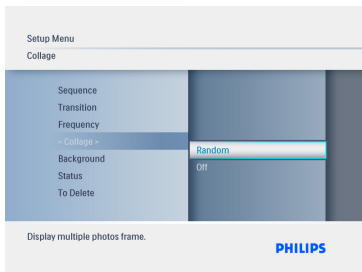 Setup Menu
Collage
Sequence
Transition
Frequency
- Collage >
Random
Background
Off
Status
To Delete
Display multiple photos frame.
PHILIPS